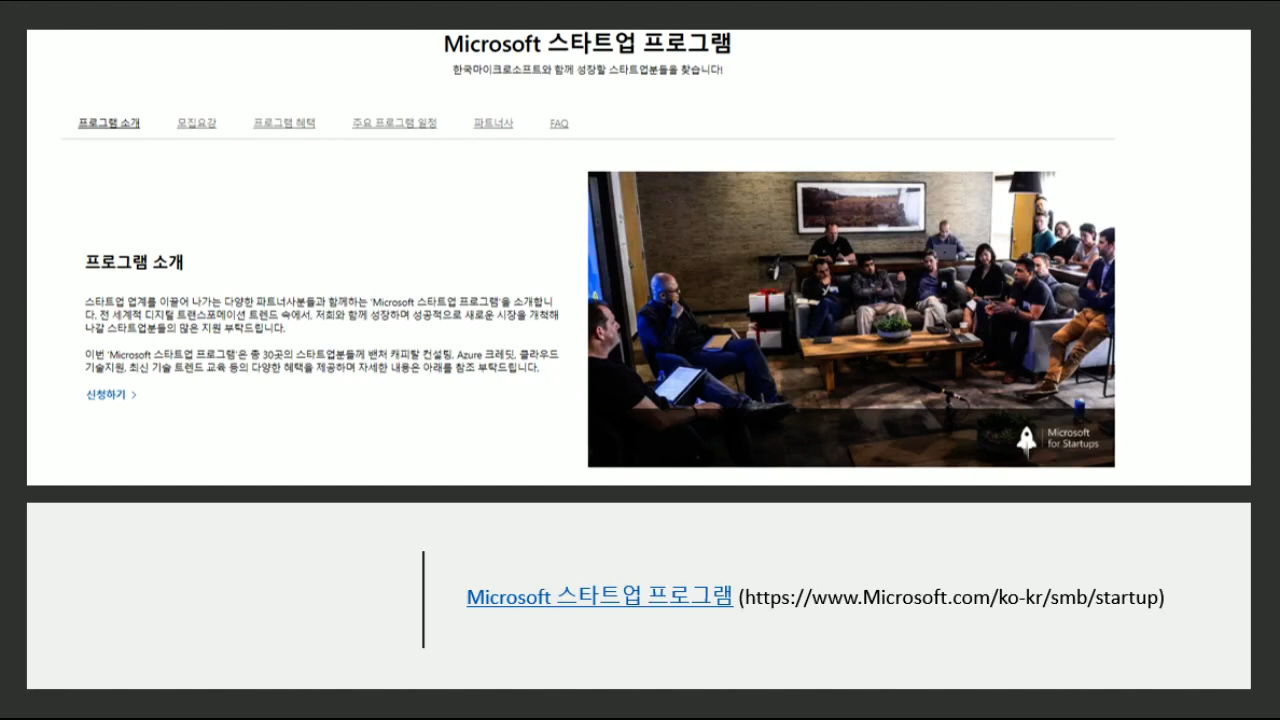 Microsoft 스타트업 프로그램
한국마이크로소프트와 함께 성장할 스타트업분들을 찾습니다!
프로그램 소개 모집요강 프로그램 혜택 주요 프로그램 일정 파트너사 FAQ
프로그램 소개
스타트업 업계를 이끌어 나가는 다양한 파트너사분들과 함께하는 'Microsoft 스타트업 프로그램'을 소개합니
다. 전 세계적 디지털 트랜스포메이션 트렌드 속에서, 저희와 함께 성장하며 성공적으로 새로운 시장을 개척해
나갈 스타트업분들의 많은 지원 부탁드립니다.
이번 'Microsoft 스타트업 프로그램'은 총 30곳의 스타트업분들께 밴처 캐피탈 컨설팅, Azure 크레딧, 클라우드
기술지원, 최신 기술 트렌드 교육 등의 다양한 혜택을 제공하며 자세한 내용은 아래를 참조 부탁드립니다.
신청하기 >
Microsoft
for Startups
Microsoft 스타트업 프로그램 (https://www.Microsoft.com/ko-kr/smb/startup)